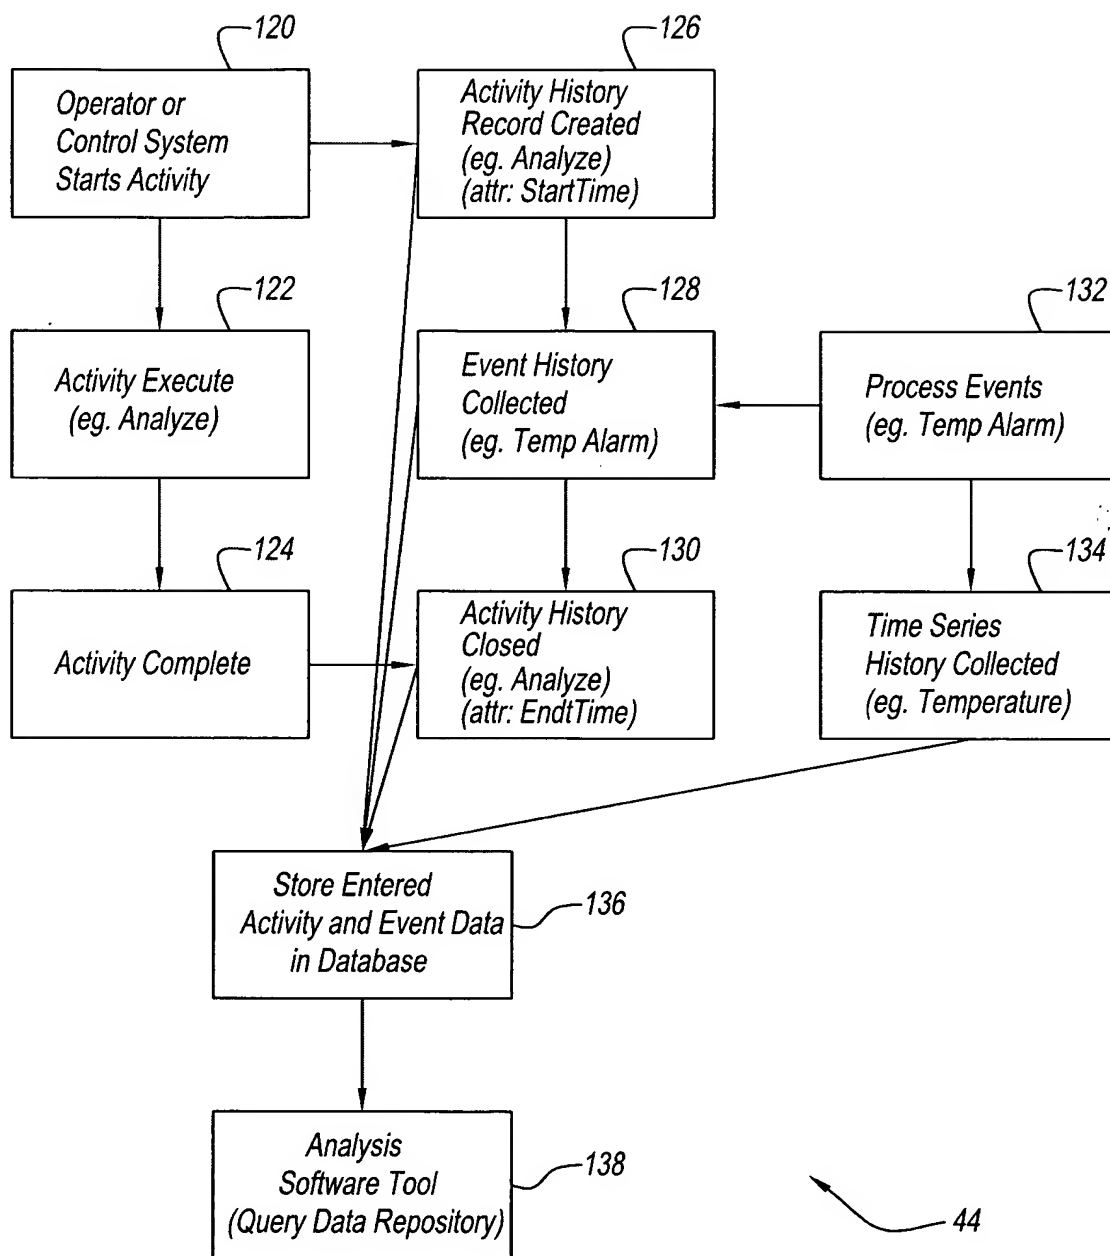 120
Operator or
Control System
Starts Activity
126
Activity History
Record Created
(eg. Analyze)
(attr: StartTime)
122
Activity Execute
(eg. Analyze)
128
Event History
Collected
(eg. Temp Alarm)
132
Process Events
(eg. Temp Alarm)
124
Activity Complete
130
Activity History
Closed
(eg. Analyze)
(attr: EndtTime)
134
Time Series
History Collected
(eg. Temperature)
Store Entered
Activity and Event Data
in Database
136
Analysis
Software Tool
(Query Data Repository)
138
44